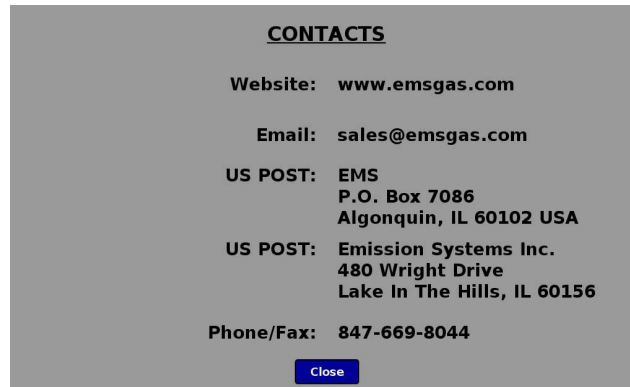 CONTACTS
Website: www.emsgas.com
Email: sales@emsgas.com
US POST: EMS
P.O. Box 7086
Algonquin, IL 60102 USA
US POST: Emission Systems Inc.
480 Wright Drive
Lake In The Hills, IL 60156
Phone/Fax: 847-669-8044
Close